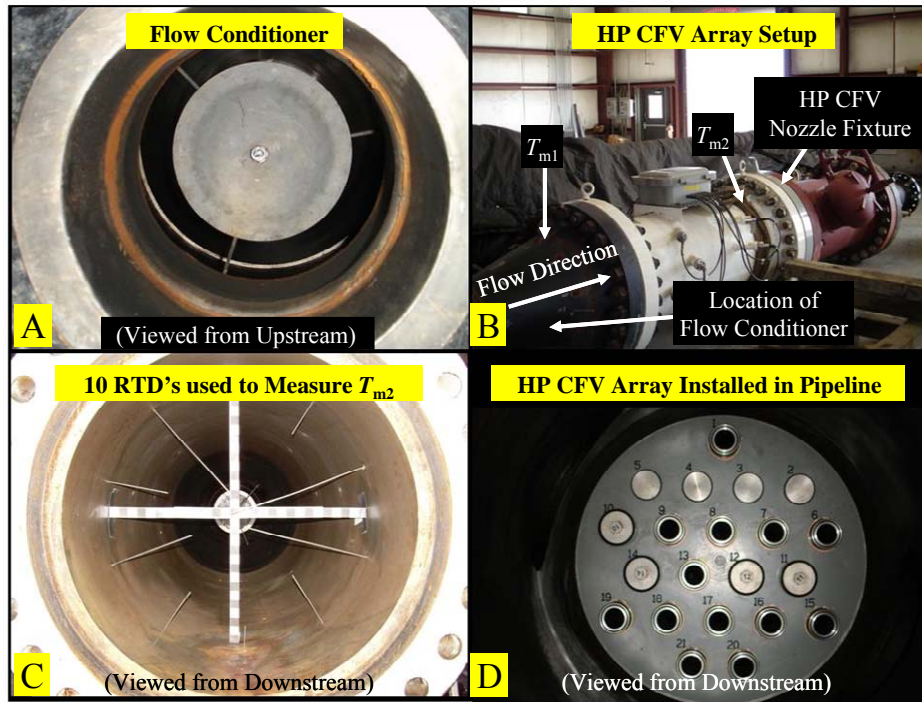 Flow Conditioner
A
(Viewed from Upstream)
HP CFV Array Setup
HP CFV
Nozzle Fixture
Tm1
Tm2
Flow Direction
Location of
Flow Conditioner
B
10 RTD's used to Measure Tm2
C
(Viewed from Downstream)
HP CFV Array Installed in Pipeline
1
5 4 3 2
10 9 8 7 6
14 13 12 11
19 18 17 16 15
21 20
D
(Viewed from Downstream)